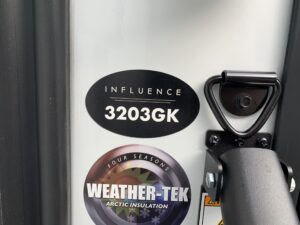 INFLUENCE
3203GK
FOUR SEASONS
WEATHER-TEK
ARCTIC INSULATION